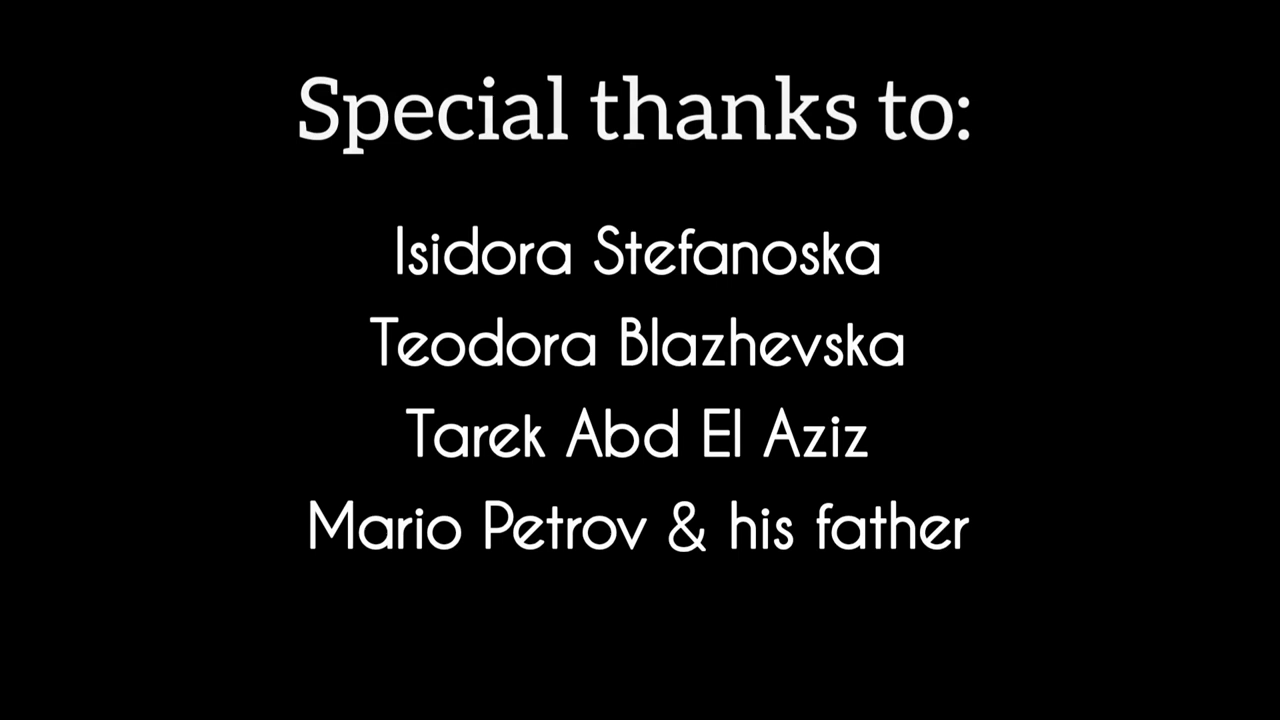 Special thanks to:
Isidora Stefanoska
Teodora Blazhevska
Tarek Abd El Aziz
Mario Petrov & his father